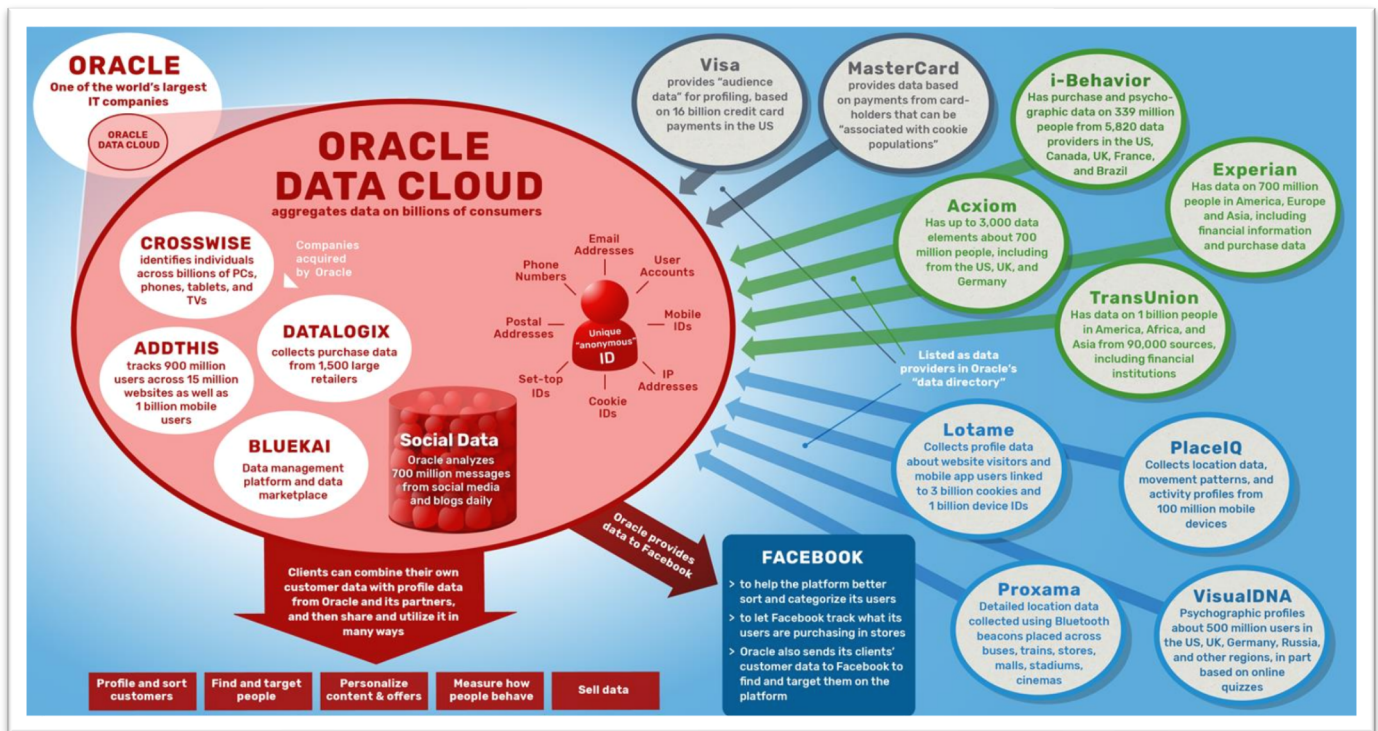 ORACLE
One of the world's largest
IT companies
ORACLE
DATA CLOUD
ORACLE
DATA CLOUD
aggregates data on billions of consumers
CROSSWISE
identifies individuals
across billions of PCs,
phones, tablets, and
TVs
Companies
acquired
by Oracle
DATALOGIX
collects purchase data
from 1,500 large
retailers
ADDTHIS
tracks 900 million
users across 15 million
websites as well as
1 billion mobile
users
BLUEKAI
Data management
platform and data
marketplace
Email
Addresses
User
Accounts
Phone
Numbers
Mobile
IDs
Postal
Addresses
Unique
"anonymous"
ID
IP
Addresses
Set-top
IDs
Cookie
IDs
Social Data
Oracle analyzes
700 million messages
from social media
and blogs daily
Clients can combine their own
customer data with profile data
from Oracle and its partners,
and then share and utilize it in
many ways
Profile and sort
customers
Find and target
people
Personalize
content & offers
Measure how
people behave
Sell data
Oracle provides
data to Facebook
FACEBOOK
> to help the platform better
sort and categorize its users
> to let Facebook track what its
users are purchasing in stores
> Oracle also sends its clients'
customer data to Facebook to
find and target them on the
platform
Visa
provides "audience
data" for profiling, based
on 16 billion credit card
payments in the US
MasterCard
provides data based
on payments from card-
holders that can be
"associated with cookie
populations"
i-Behavior
Has purchase and psycho-
graphic data on 339 million
people from 5,820 data
providers in the US,
Canada, UK, France,
and Brazil
Experian
Has data on 700 million
people in America, Europe
and Asia, including
financial information
and purchase data
Acxiom
Has up to 3,000 data
elements about 700
million people, including
from the US, UK, and
Germany
TransUnion
Has data on 1 billion people
in America, Africa, and
Asia from 90,000 sources,
including financial
institutions
Listed as data
providers in Oracle's
"data directory"
Lotame
Collects profile data
about website visitors and
mobile app users linked
to 3 billion cookies and
1 billion device IDs
PlaceIQ
Collects location data,
movement patterns, and
activity profiles from
100 million mobile
devices
Proxama
Detailed location data
collected using Bluetooth
beacons placed across
buses, trains, stores,
malls, stadiums,
cinemas
VisualDNA
Psychographic profiles
about 500 million users in
the US, UK, Germany, Russia,
and other regions, in part
based on online
quizzes